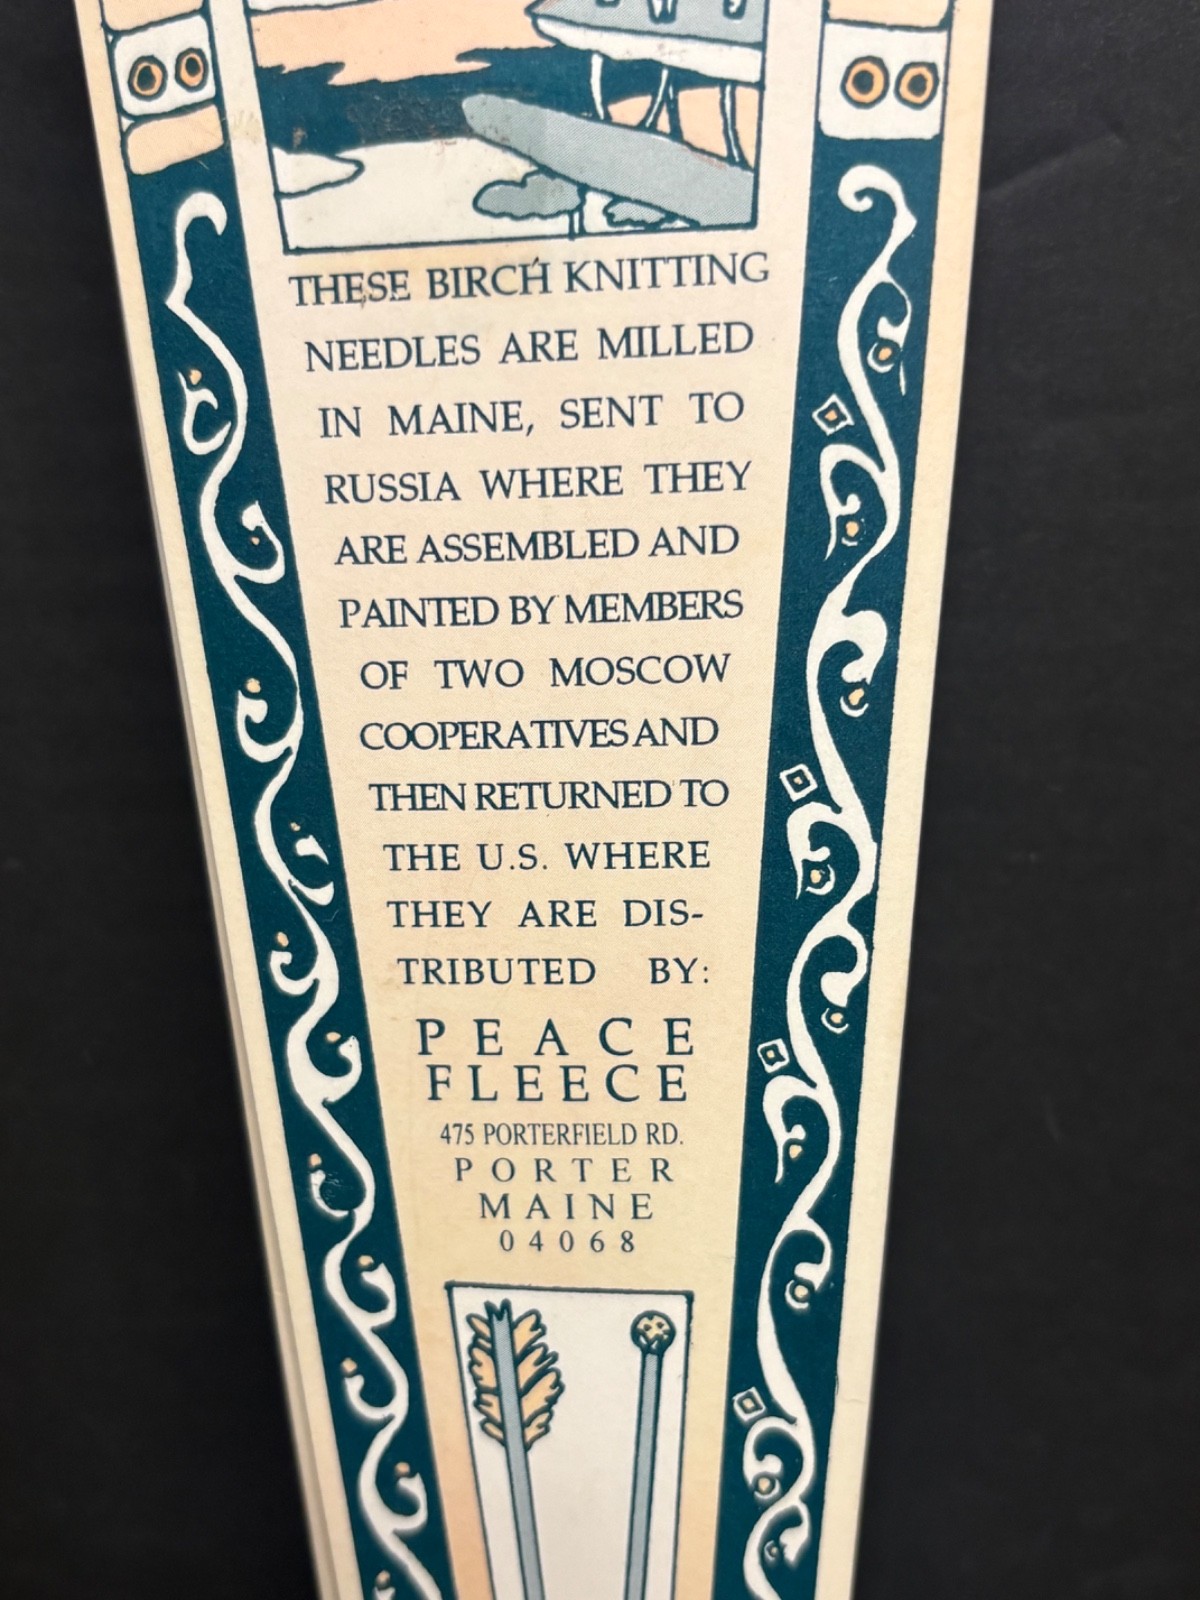 THESE BIRCH KNITTING
NEEDLES ARE MILLED
IN MAINE, SENT TO
RUSSIA WHERE THEY
ARE ASSEMBLED AND
PAINTED BY MEMBERS
OF TWO MOSCOW
COOPERATIVES AND
THEN RETURNED TO
THE U.S. WHERE
THEY ARE DIS-
TRIBUTED BY:
PEACE
FLEECE
475 PORTERFIELD RD.
PORTER
MAINE
04068